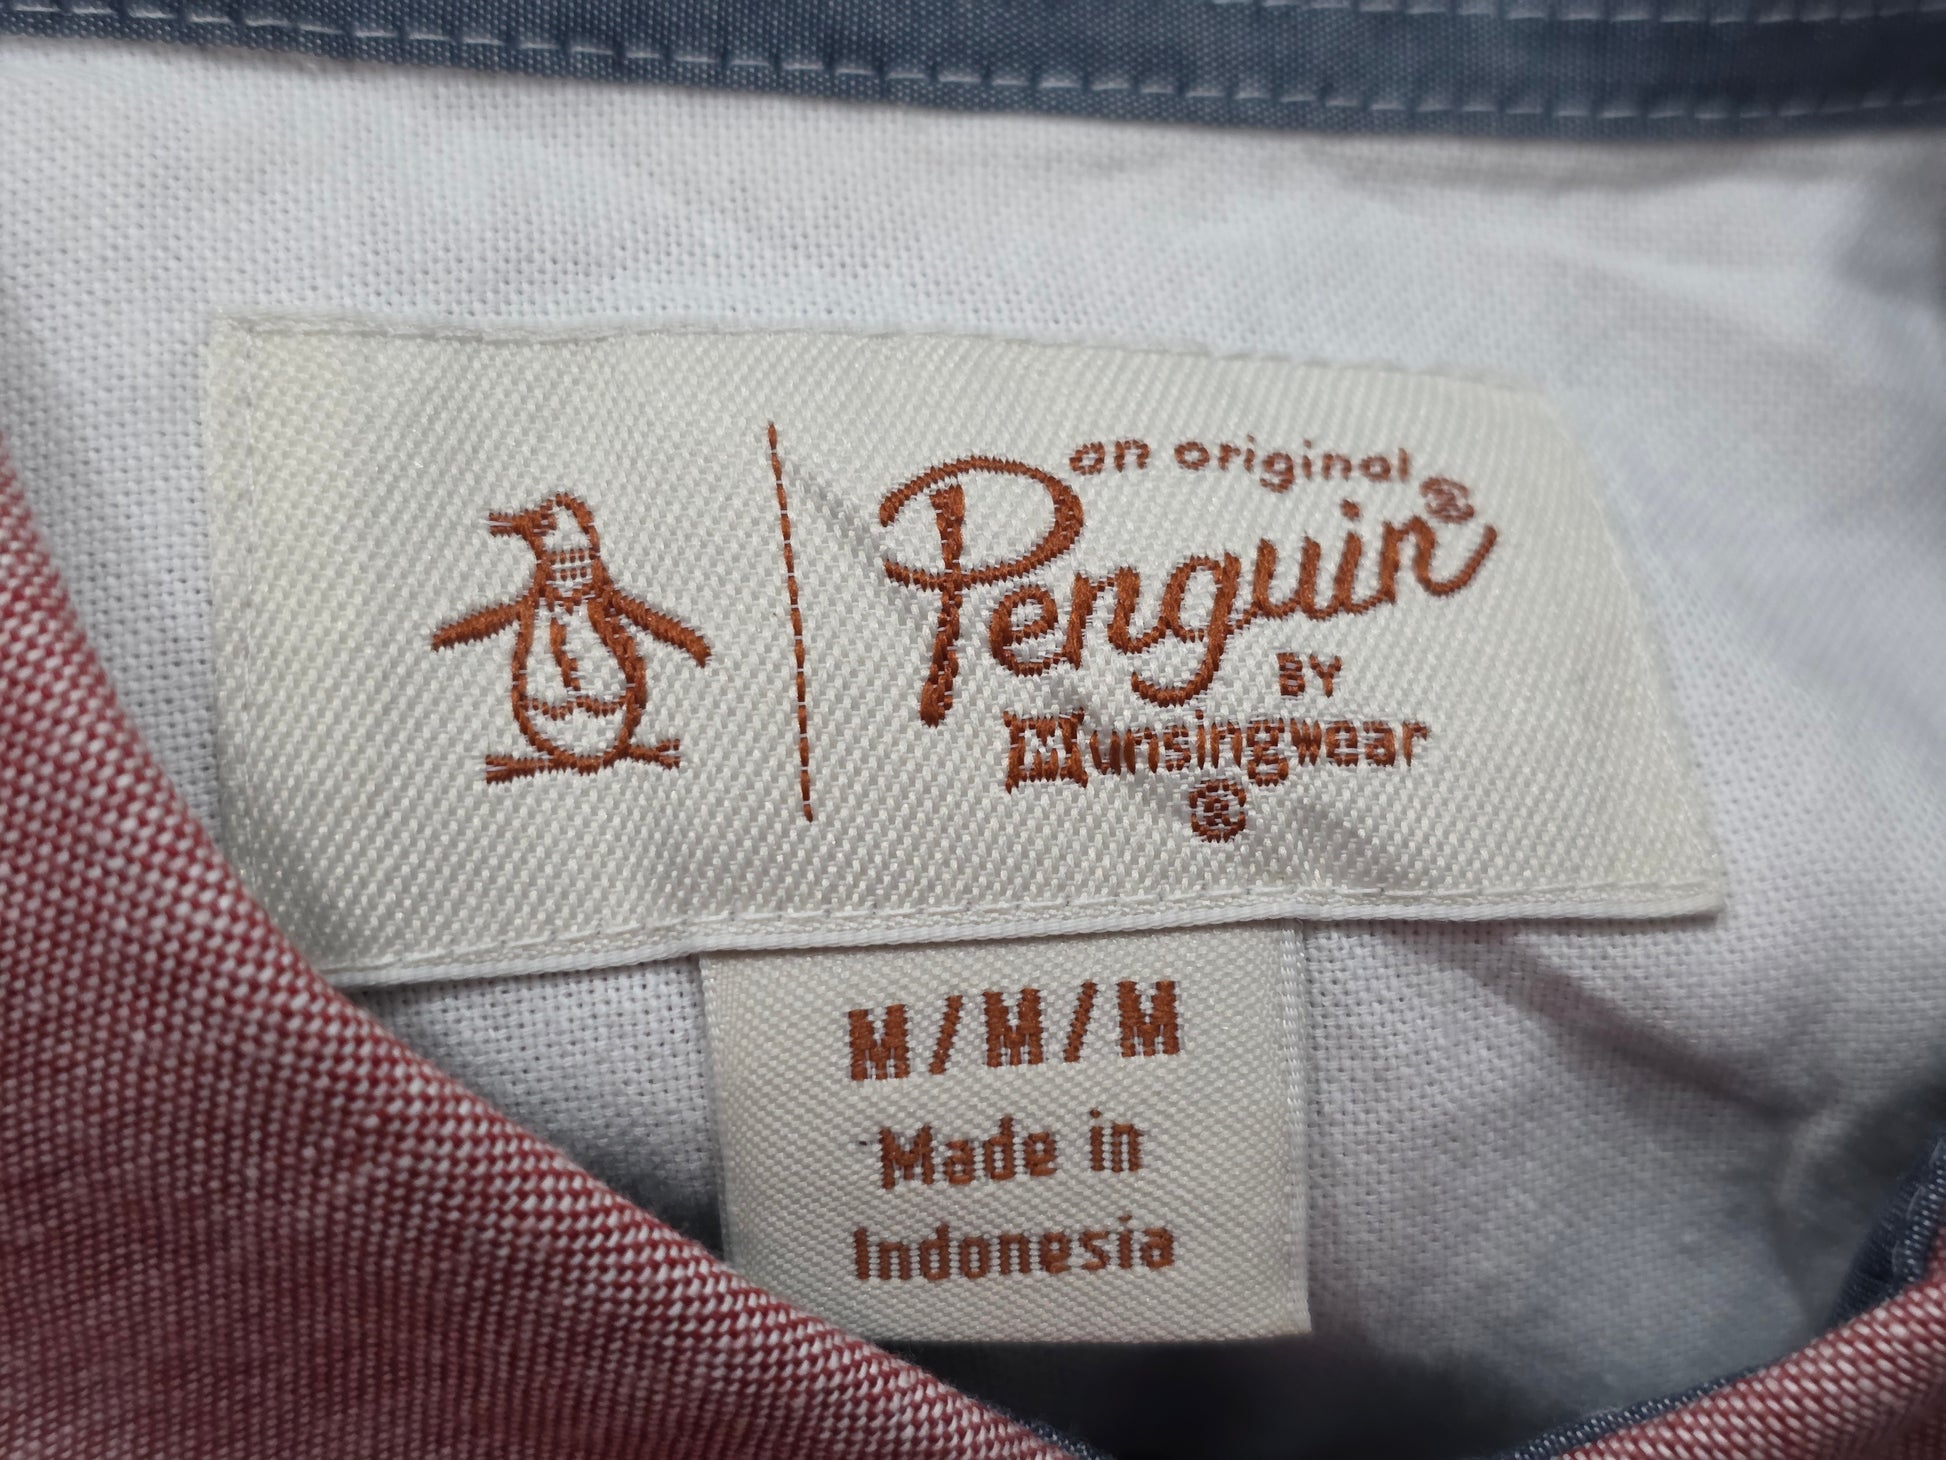 an original
Penguin®
BY
Munsingwear
®
M/M/M
Made in
Indonesia